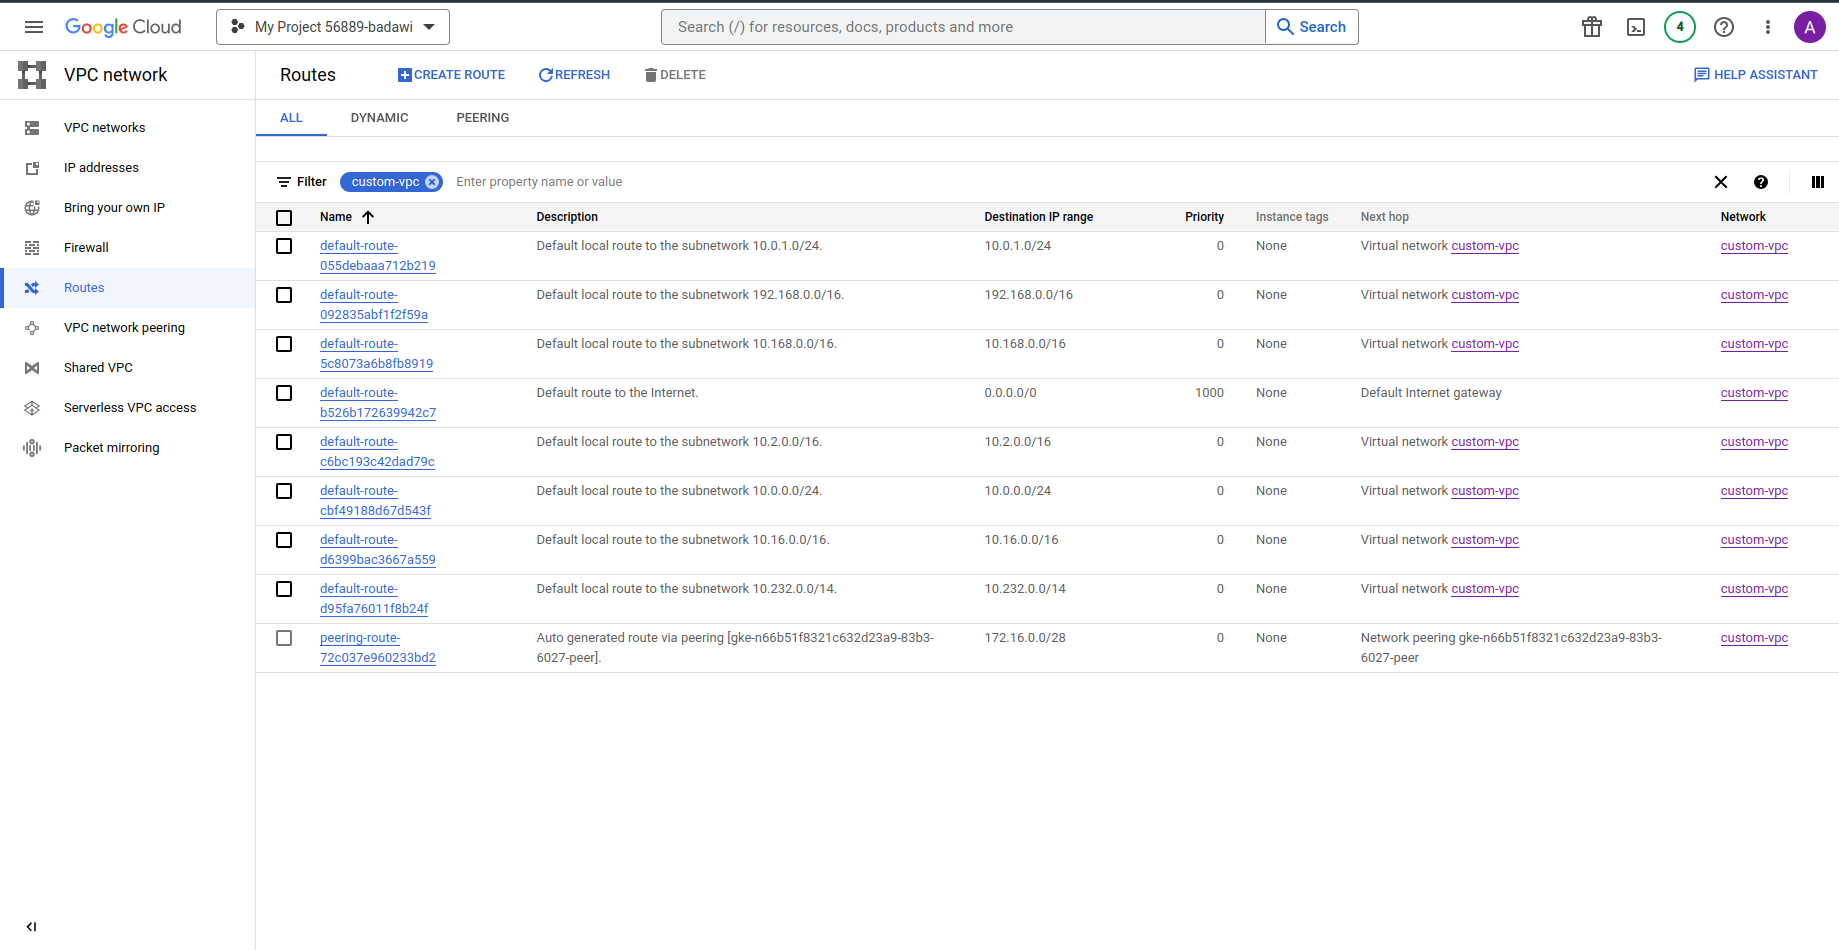 Google Cloud
My Project 56889-badawi
Search (/) for resources, docs, products and more
Search
4
A
VPC network
Routes
CREATE ROUTE
REFRESH
DELETE
HELP ASSISTANT
VPC networks
IP addresses
Bring your own IP
Firewall
Routes
VPC network peering
Shared VPC
Serverless VPC access
Packet mirroring
ALL DYNAMIC PEERING
Filter custom-vpc Enter property name or value
Name Description Destination IP range Priority Instance tags Next hop Network
default-route- Default local route to the subnetwork 10.0.1.0/24. 10.0.1.0/24 0 None Virtual network custom-vpc custom-vpc
055debaaa712b219
default-route- Default local route to the subnetwork 192.168.0.0/16. 192.168.0.0/16 0 None Virtual network custom-vpc custom-vpc
092835abf1f2f59a
default-route- Default local route to the subnetwork 10.168.0.0/16. 10.168.0.0/16 0 None Virtual network custom-vpc custom-vpc
5c8073a6b8fb8919
default-route- Default route to the Internet. 0.0.0.0/0 1000 None Default Internet gateway custom-vpc
b526b172639942c7
default-route- Default local route to the subnetwork 10.2.0.0/16. 10.2.0.0/16 0 None Virtual network custom-vpc custom-vpc
c6bc193c42dad79c
default-route- Default local route to the subnetwork 10.0.0.0/24. 10.0.0.0/24 0 None Virtual network custom-vpc custom-vpc
cbf49188d67d543f
default-route- Default local route to the subnetwork 10.16.0.0/16. 10.16.0.0/16 0 None Virtual network custom-vpc custom-vpc
d6399bac3667a559
default-route- Default local route to the subnetwork 10.232.0.0/14. 10.232.0.0/14 0 None Virtual network custom-vpc custom-vpc
d95fa76011f8b24f
peering-route- Auto generated route via peering [gke-n66b51f8321c632d23a9-83b3- 172.16.0.0/28 0 None Network peering gke-n66b51f8321c632d23a9-83b3- custom-vpc
72c037e960233bd2 6027-peer]. 6027-peer